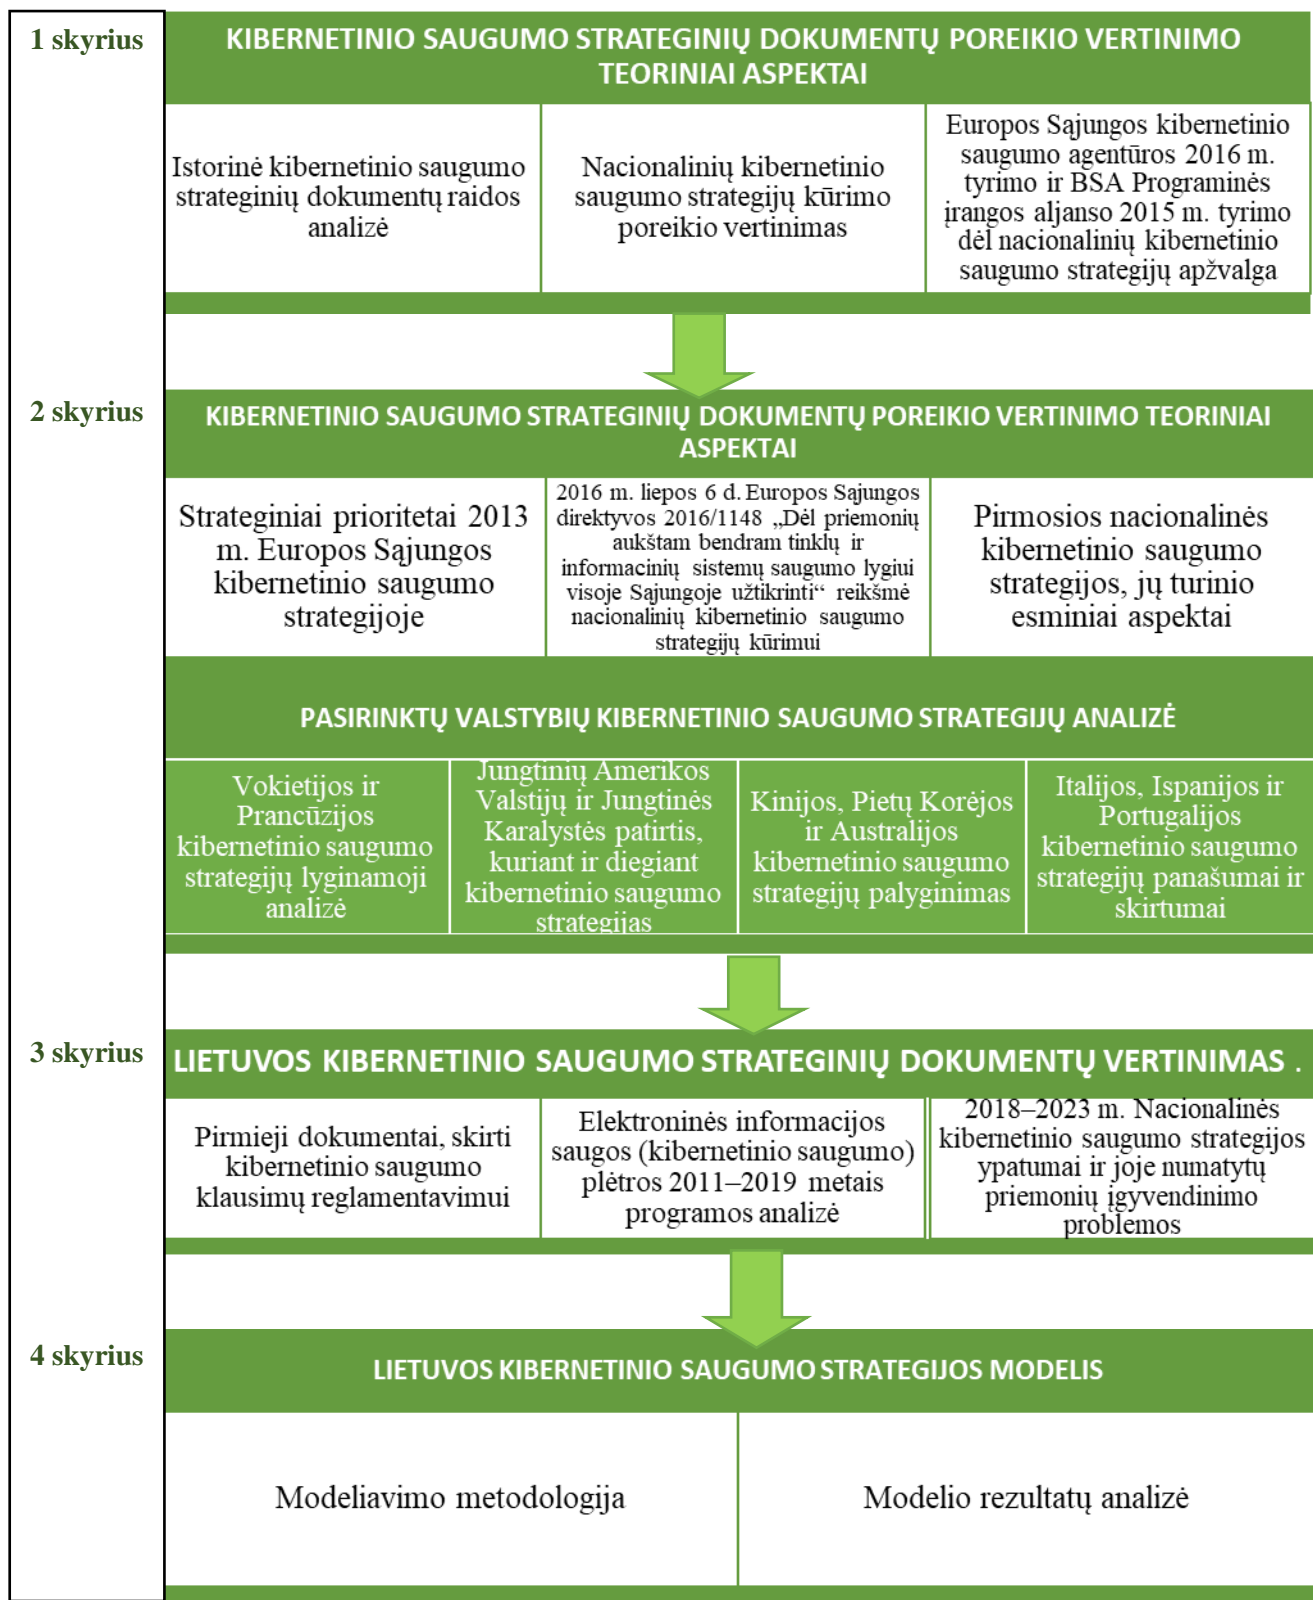 1 skyrius
KIBERNETINIO SAUGUMO STRATEGINIŲ DOKUMENTŲ POREIKIO VERTINIMO
TEORINIAI ASPEKTAI
Istorinė kibernetinio saugumo
strateginių dokumentų raidos
analizė
Nacionalinių kibernetinio
saugumo strategijų kūrimo
poreikio vertinimas
Europos Sąjungos kibernetinio
saugumo agentūros 2016 m.
tyrimo ir BSA Programinės
įrangos aljanso 2015 m. tyrimo
dėl nacionalinių kibernetinio
saugumo strategijų apžvalga
2 skyrius
KIBERNETINIO SAUGUMO STRATEGINIŲ DOKUMENTŲ POREIKIO VERTINIMO TEORINIAI
ASPEKTAI
Strateginiai prioritetai 2013
m. Europos Sąjungos
kibernetinio saugumo
strategijoje
2016 m. liepos 6 d. Europos Sąjungos
direktyvos 2016/1148 „Dėl priemonių
aukštam bendram tinklų ir
informacinių sistemų saugumo lygiui
visoje Sąjungoje užtikrinti“ reikšmė
nacionalinių kibernetinio saugumo
strategijų kūrimui
Pirmosios nacionalinės
kibernetinio saugumo
strategijos, jų turinio
esminiai aspektai
PASIRINKTŲ VALSTYBIŲ KIBERNETINIO SAUGUMO STRATEGIJŲ ANALIZĖ
Vokietijos ir
Prancūzijos
kibernetinio saugumo
strategijų lyginamoji
analizė
Jungtinių Amerikos
Valstijų ir Jungtinės
Karalystės patirtis,
kuriant ir diegiant
kibernetinio saugumo
strategijas
Kinijos, Pietų Korėjos
ir Australijos
kibernetinio saugumo
strategijų palyginimas
Italijos, Ispanijos ir
Portugalijos
kibernetinio saugumo
strategijų panašumai ir
skirtumai
3 skyrius
LIETUVOS KIBERNETINIO SAUGUMO STRATEGINIŲ DOKUMENTŲ VERTINIMAS .
Pirmieji dokumentai, skirti
kibernetinio saugumo
klausimų reglamentavimui
Elektroninės informacijos
saugos (kibernetinio saugumo)
plėtros 2011–2019 metais
programos analizė
2018–2023 m. Nacionalinės
kibernetinio saugumo strategijos
ypatumai ir joje numatytų
priemonių įgyvendinimo
problemos
4 skyrius
LIETUVOS KIBERNETINIO SAUGUMO STRATEGIJOS MODELIS
Modeliavimo metodologija
Modelio rezultatų analizė